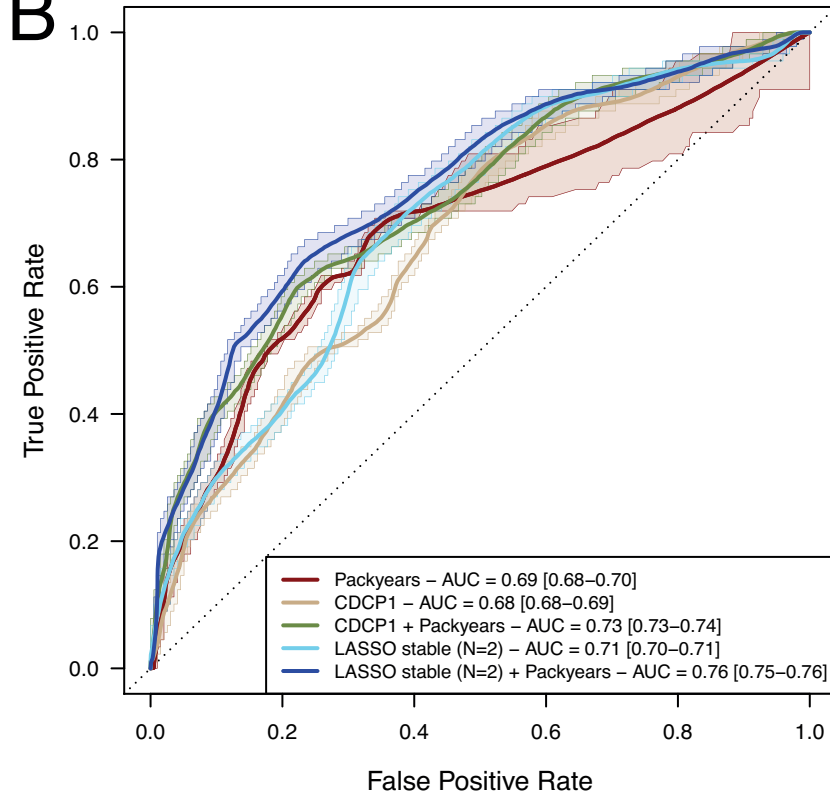 B
1.0
0.8
0.6
0.4
0.2
0.0
True Positive Rate
Packyears − AUC = 0.69 [0.68−0.70]
CDCP1 − AUC = 0.68 [0.68−0.69]
CDCP1 + Packyears − AUC = 0.73 [0.73−0.74]
LASSO stable (N=2) − AUC = 0.71 [0.70−0.71]
LASSO stable (N=2) + Packyears − AUC = 0.76 [0.75−0.76]
0.0 0.2 0.4 0.6 0.8 1.0
False Positive Rate